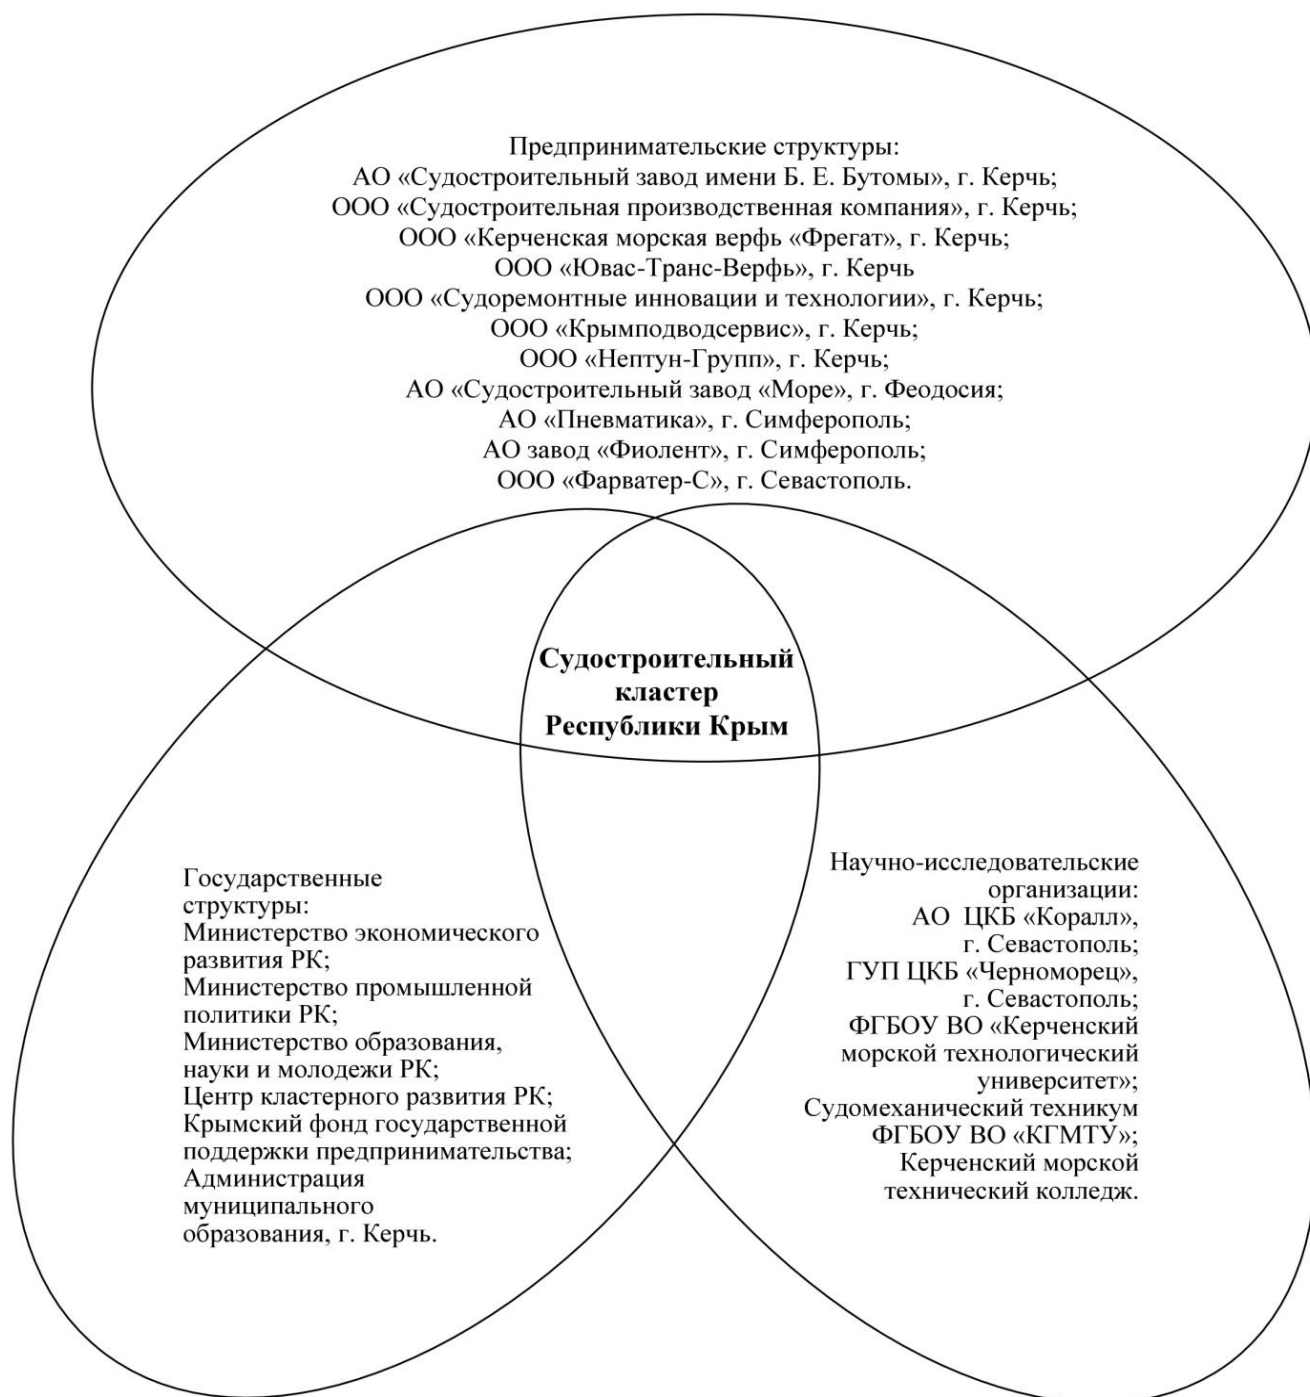 Предпринимательские структуры:
АО «Судостроительный завод имени Б. Е. Бутомы», г. Керчь;
ООО «Судостроительная производственная компания», г. Керчь;
ООО «Керченская морская верфь «Фрегат», г. Керчь;
ООО «Ювас-Транс-Верфь», г. Керчь
ООО «Судоремонтные инновации и технологии», г. Керчь;
ООО «Крымподводсервис», г. Керчь;
ООО «Нептун-Групп», г. Керчь;
АО «Судостроительный завод «Море», г. Феодосия;
АО «Пневматика», г. Симферополь;
АО завод «Фиолент», г. Симферополь;
ООО «Фарватер-С», г. Севастополь.
Судостроительный
кластер
Республики Крым
Государственные
структуры:
Министерство экономического
развития РК;
Министерство промышленной
политики РК;
Министерство образования,
науки и молодежи РК;
Центр кластерного развития РК;
Крымский фонд государственной
поддержки предпринимательства;
Администрация
муниципального
образования, г. Керчь.
Научно-исследовательские
организации:
АО ЦКБ «Коралл»,
г. Севастополь;
ГУП ЦКБ «Черноморец»,
г. Севастополь;
ФГБОУ ВО «Керченский
морской технологический
университет»;
Судомеханический техникум
ФГБОУ ВО «КГМТУ»;
Керченский морской
технический колледж.